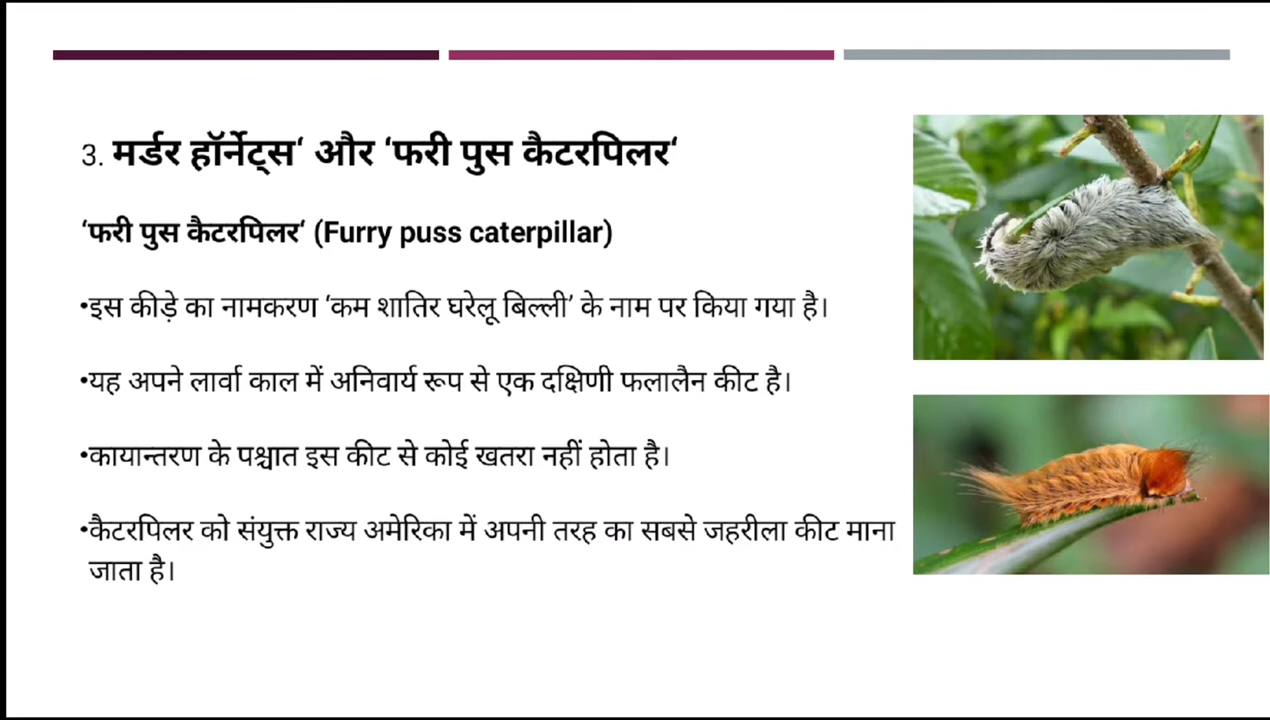 3. मर्डर हॉर्नेट्स‘ और ‘फरी पुस कैटरपिलर‘
‘फरी पुस कैटरपिलर‘ (Furry puss caterpillar)
•इस कीड़े का नामकरण ‘कम शातिर घरेलू बिल्ली’ के नाम पर किया गया है।
•यह अपने लार्वा काल में अनिवार्य रूप से एक दक्षिणी फलालैन कीट है।
•कायान्तरण के पश्चात इस कीट से कोई खतरा नहीं होता है।
•कैटरपिलर को संयुक्त राज्य अमेरिका में अपनी तरह का सबसे जहरीला कीट माना
जाता है।